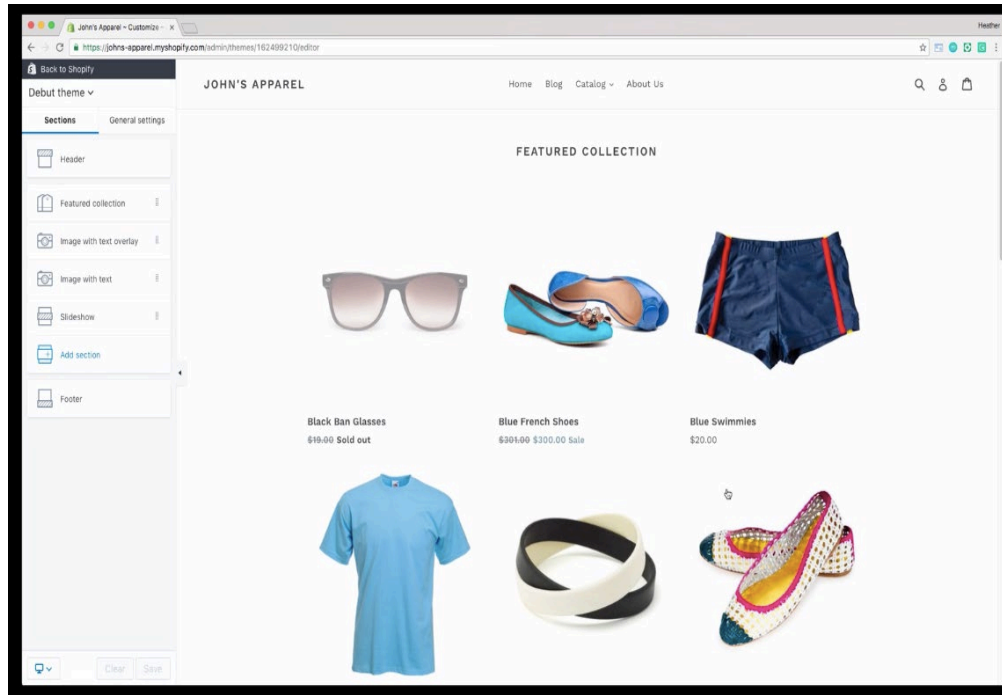 John's Apparel ~ Customize ~
Heather
https://johns-apparel.myshopify.com/admin/themes/162499210/editor
Back to Shopify
Debut theme
Sections General settings
Header
Featured collection
Image with text overlay
Image with text
Slideshow
Add section
Footer
Clear Save
JOHN'S APPAREL
Home Blog Catalog About Us
FEATURED COLLECTION
Black Ban Glasses
$19.00 Sold out
Blue French Shoes
$301.00 $300.00 Sale
Blue Swimmies
$20.00